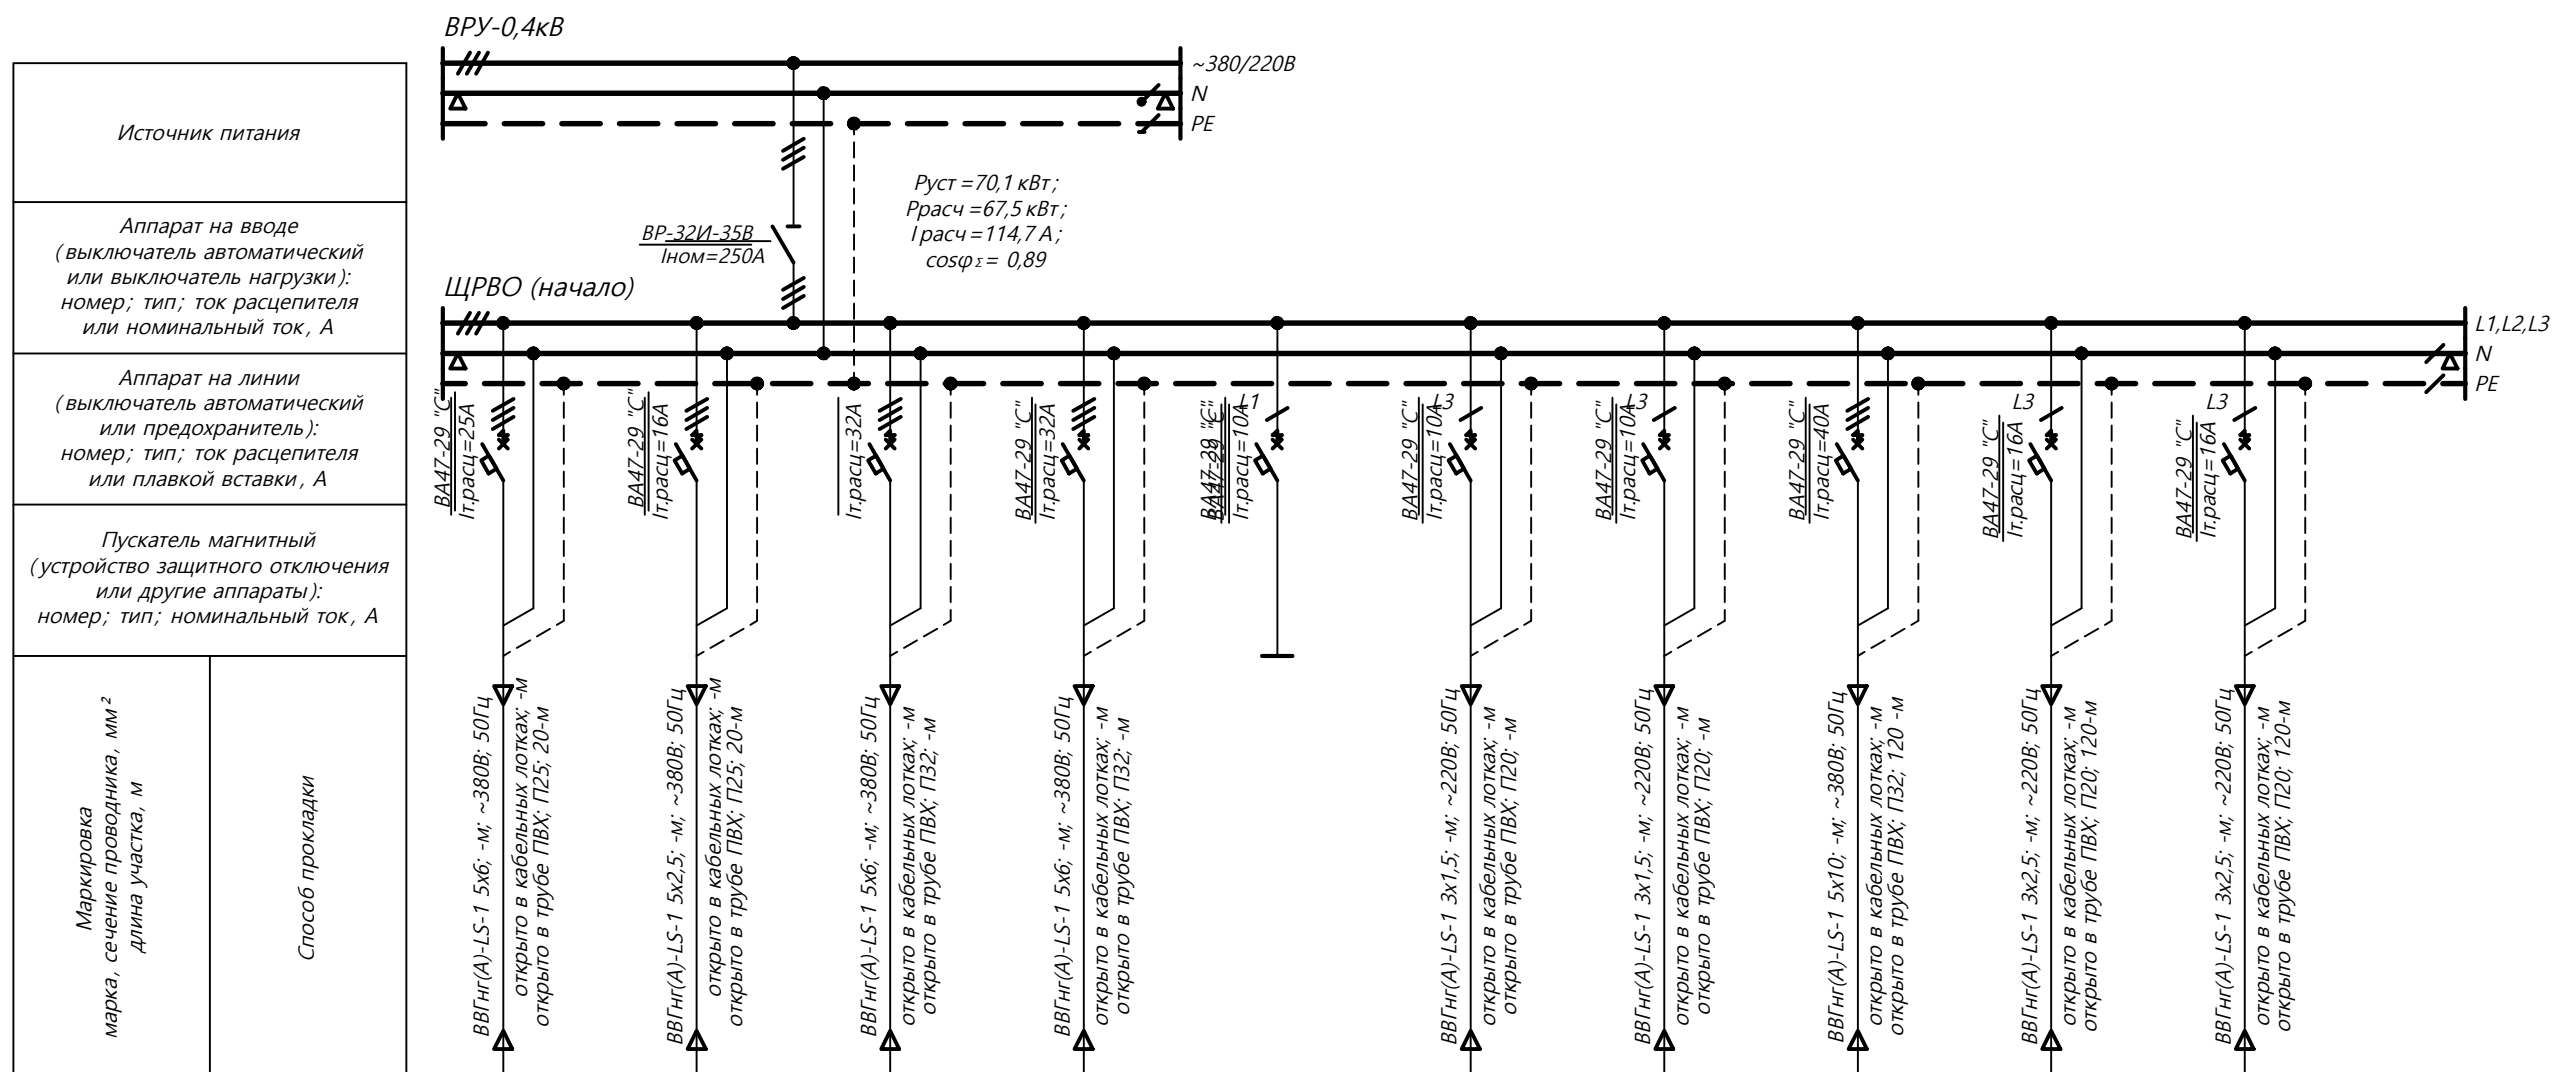 ВРУ-0,4кВ
~380/220В
N
PE
Источник питания
Pуст =70,1 кВт;
Pрасч =67,5 кВт;
I расч =114,7 А;
cosφ Σ = 0,89
Аппарат на вводе
(выключатель автоматический
или выключатель нагрузки):
номер; тип; ток расцепителя
или номинальный ток, А
ВР-32И-35В
Iном=250А
ЩРВО (начало)
L1,L2,L3
N
PE
Аппарат на линии
(выключатель автоматический
или предохранитель):
номер; тип; ток расцепителя
или плавкой вставки, А
ВА47-29 "С"
Iт.расц=25А
ВА47-29 "С"
Iт.расц=16А
Iт.расц=32А
ВА47-29 "С"
Iт.расц=32А
L1
Iт.расц=10А
L3
ВА47-29 "С"
Iт.расц=10А
L3
ВА47-29 "С"
Iт.расц=10А
ВА47-29 "С"
Iт.расц=40А
L3
ВА47-29 "С"
Iт.расц=16А
L3
ВА47-29 "С"
Iт.расц=16А
Пускатель магнитный
(устройство защитного отключения
или другие аппараты):
номер; тип; номинальный ток, А
Маркировка
марка, сечение проводника, мм²
длина участка, м
Способ прокладки
ВВГнг(А)-LS-1 5х6; -м; ~380В; 50Гц
открыто в кабельных лотках; -м
открыто в трубе ПВХ; П25; 20-м
ВВГнг(А)-LS-1 5х2,5; -м; ~380В; 50Гц
открыто в кабельных лотках; -м
открыто в трубе ПВХ; П25; 20-м
ВВГнг(А)-LS-1 5х6; -м; ~380В; 50Гц
открыто в кабельных лотках; -м
открыто в трубе ПВХ; П32; -м
ВВГнг(А)-LS-1 5х6; -м; ~380В; 50Гц
открыто в кабельных лотках; -м
открыто в трубе ПВХ; П32; -м
ВВГнг(А)-LS-1 3х1,5; -м; ~220В; 50Гц
открыто в кабельных лотках; -м
открыто в трубе ПВХ; П20; -м
ВВГнг(А)-LS-1 3х1,5; -м; ~220В; 50Гц
открыто в кабельных лотках; -м
открыто в трубе ПВХ; П20; -м
ВВГнг(А)-LS-1 5х10; -м; ~380В; 50Гц
открыто в кабельных лотках; -м
открыто в трубе ПВХ; П32; 120 -м
ВВГнг(А)-LS-1 3х2,5; -м; ~220В; 50Гц
открыто в кабельных лотках; -м
открыто в трубе ПВХ; П20; 120-м
ВВГнг(А)-LS-1 3х2,5; -м; ~220В; 50Гц
открыто в кабельных лотках; -м
открыто в трубе ПВХ; П20; 120-м